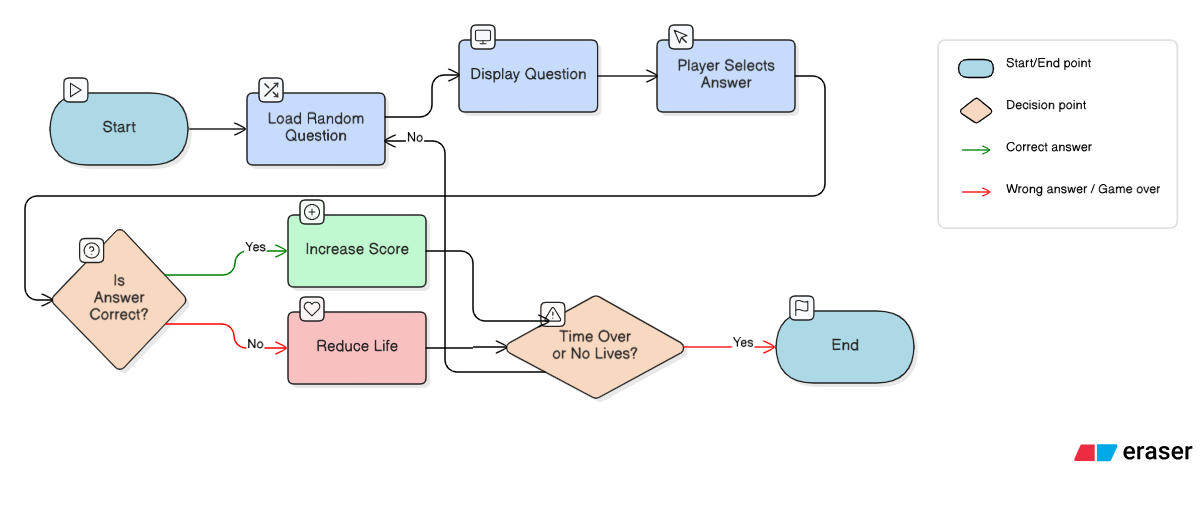 Start
Load Random
Question
Display Question
Player Selects
Answer
No
Is
Answer
Correct?
Yes
Increase Score
No
Reduce Life
Time Over
or No Lives?
Yes
End
Start/End point
Decision point
Correct answer
Wrong answer / Game over
eraser